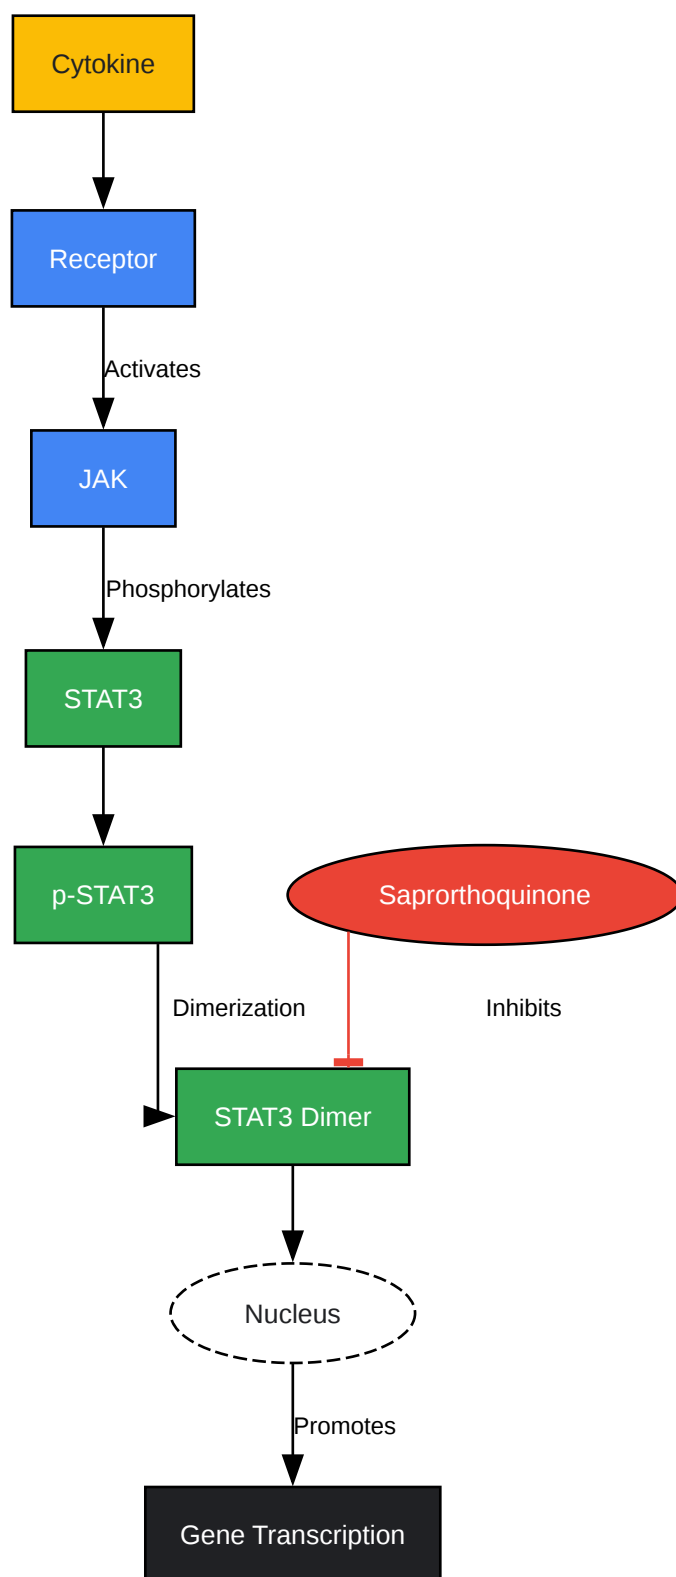 Cytokine
Receptor
Activates
JAK
Phosphorylates
STAT3
p-STAT3
Saprorthoquinone
Dimerization
Inhibits
STAT3 Dimer
Nucleus
Promotes
Gene Transcription